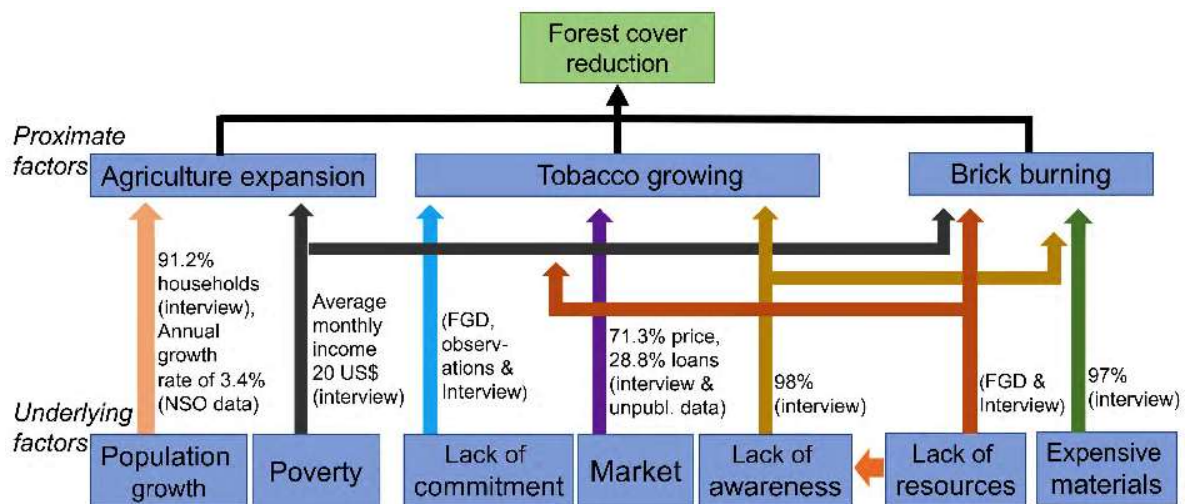 Forest cover
reduction
Proximate
factors
Agriculture expansion
Tobacco growing
Brick burning
91.2%
households
(interview),
Annual
growth
rate of 3.4%
(NSO data)
Average
monthly
income
20 US$
(interview)
(FGD,
observ-
ations &
Interview)
71.3% price,
28.8% loans
(interview &
unpubl. data)
98%
(interview)
(FGD &
Interview)
97%
(interview)
Underlying
factors
Population
growth
Poverty
Lack of
commitment
Market
Lack of
awareness
Lack of
resources
Expensive
materials